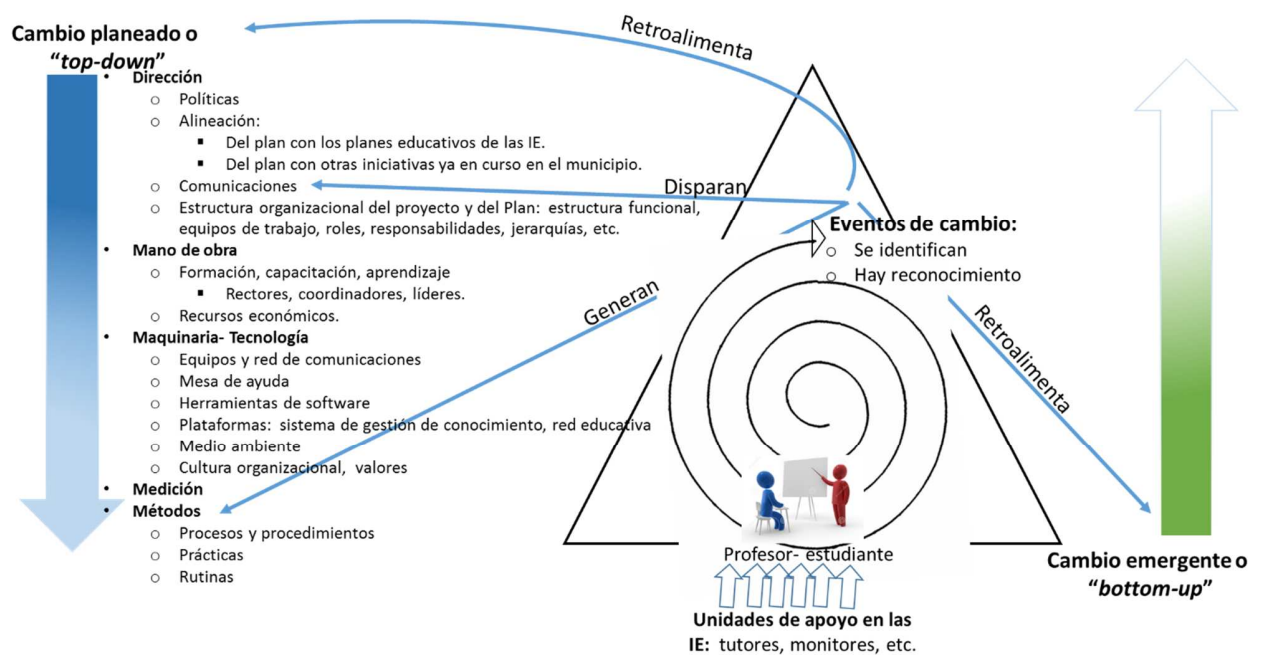 Cambio planeado o
“top-down”
• Dirección
o Políticas
o Alineación:
▪ Del plan con los planes educativos de las IE.
▪ Del plan con otras iniciativas ya en curso en el municipio.
o Comunicaciones
o Estructura organizacional del proyecto y del Plan: estructura funcional,
equipos de trabajo, roles, responsabilidades, jerarquías, etc.
• Mano de obra
o Formación, capacitación, aprendizaje
▪ Rectores, coordinadores, líderes.
o Recursos económicos.
• Maquinaria- Tecnología
o Equipos y red de comunicaciones
o Mesa de ayuda
o Herramientas de software
o Plataformas: sistema de gestión de conocimiento, red educativa
o Medio ambiente
o Cultura organizacional, valores
• Medición
• Métodos
o Procesos y procedimientos
o Prácticas
o Rutinas
Retroalimenta
Disparan
Generan
Eventos de cambio:
o Se identifican
o Hay reconocimiento
Retroalimenta
Profesor- estudiante
Unidades de apoyo en las
IE: tutores, monitores, etc.
Cambio emergente o
“bottom-up”